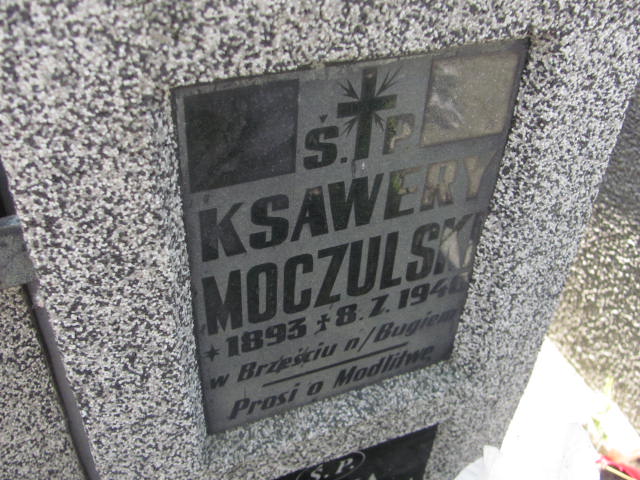 Ś. P.
KSAWERY
MOCZULSKI
* 1893 ✝ 8. 7. 1940
w Brześciu n/Bugiem
Prosi o Modlitwę
Ś. P.